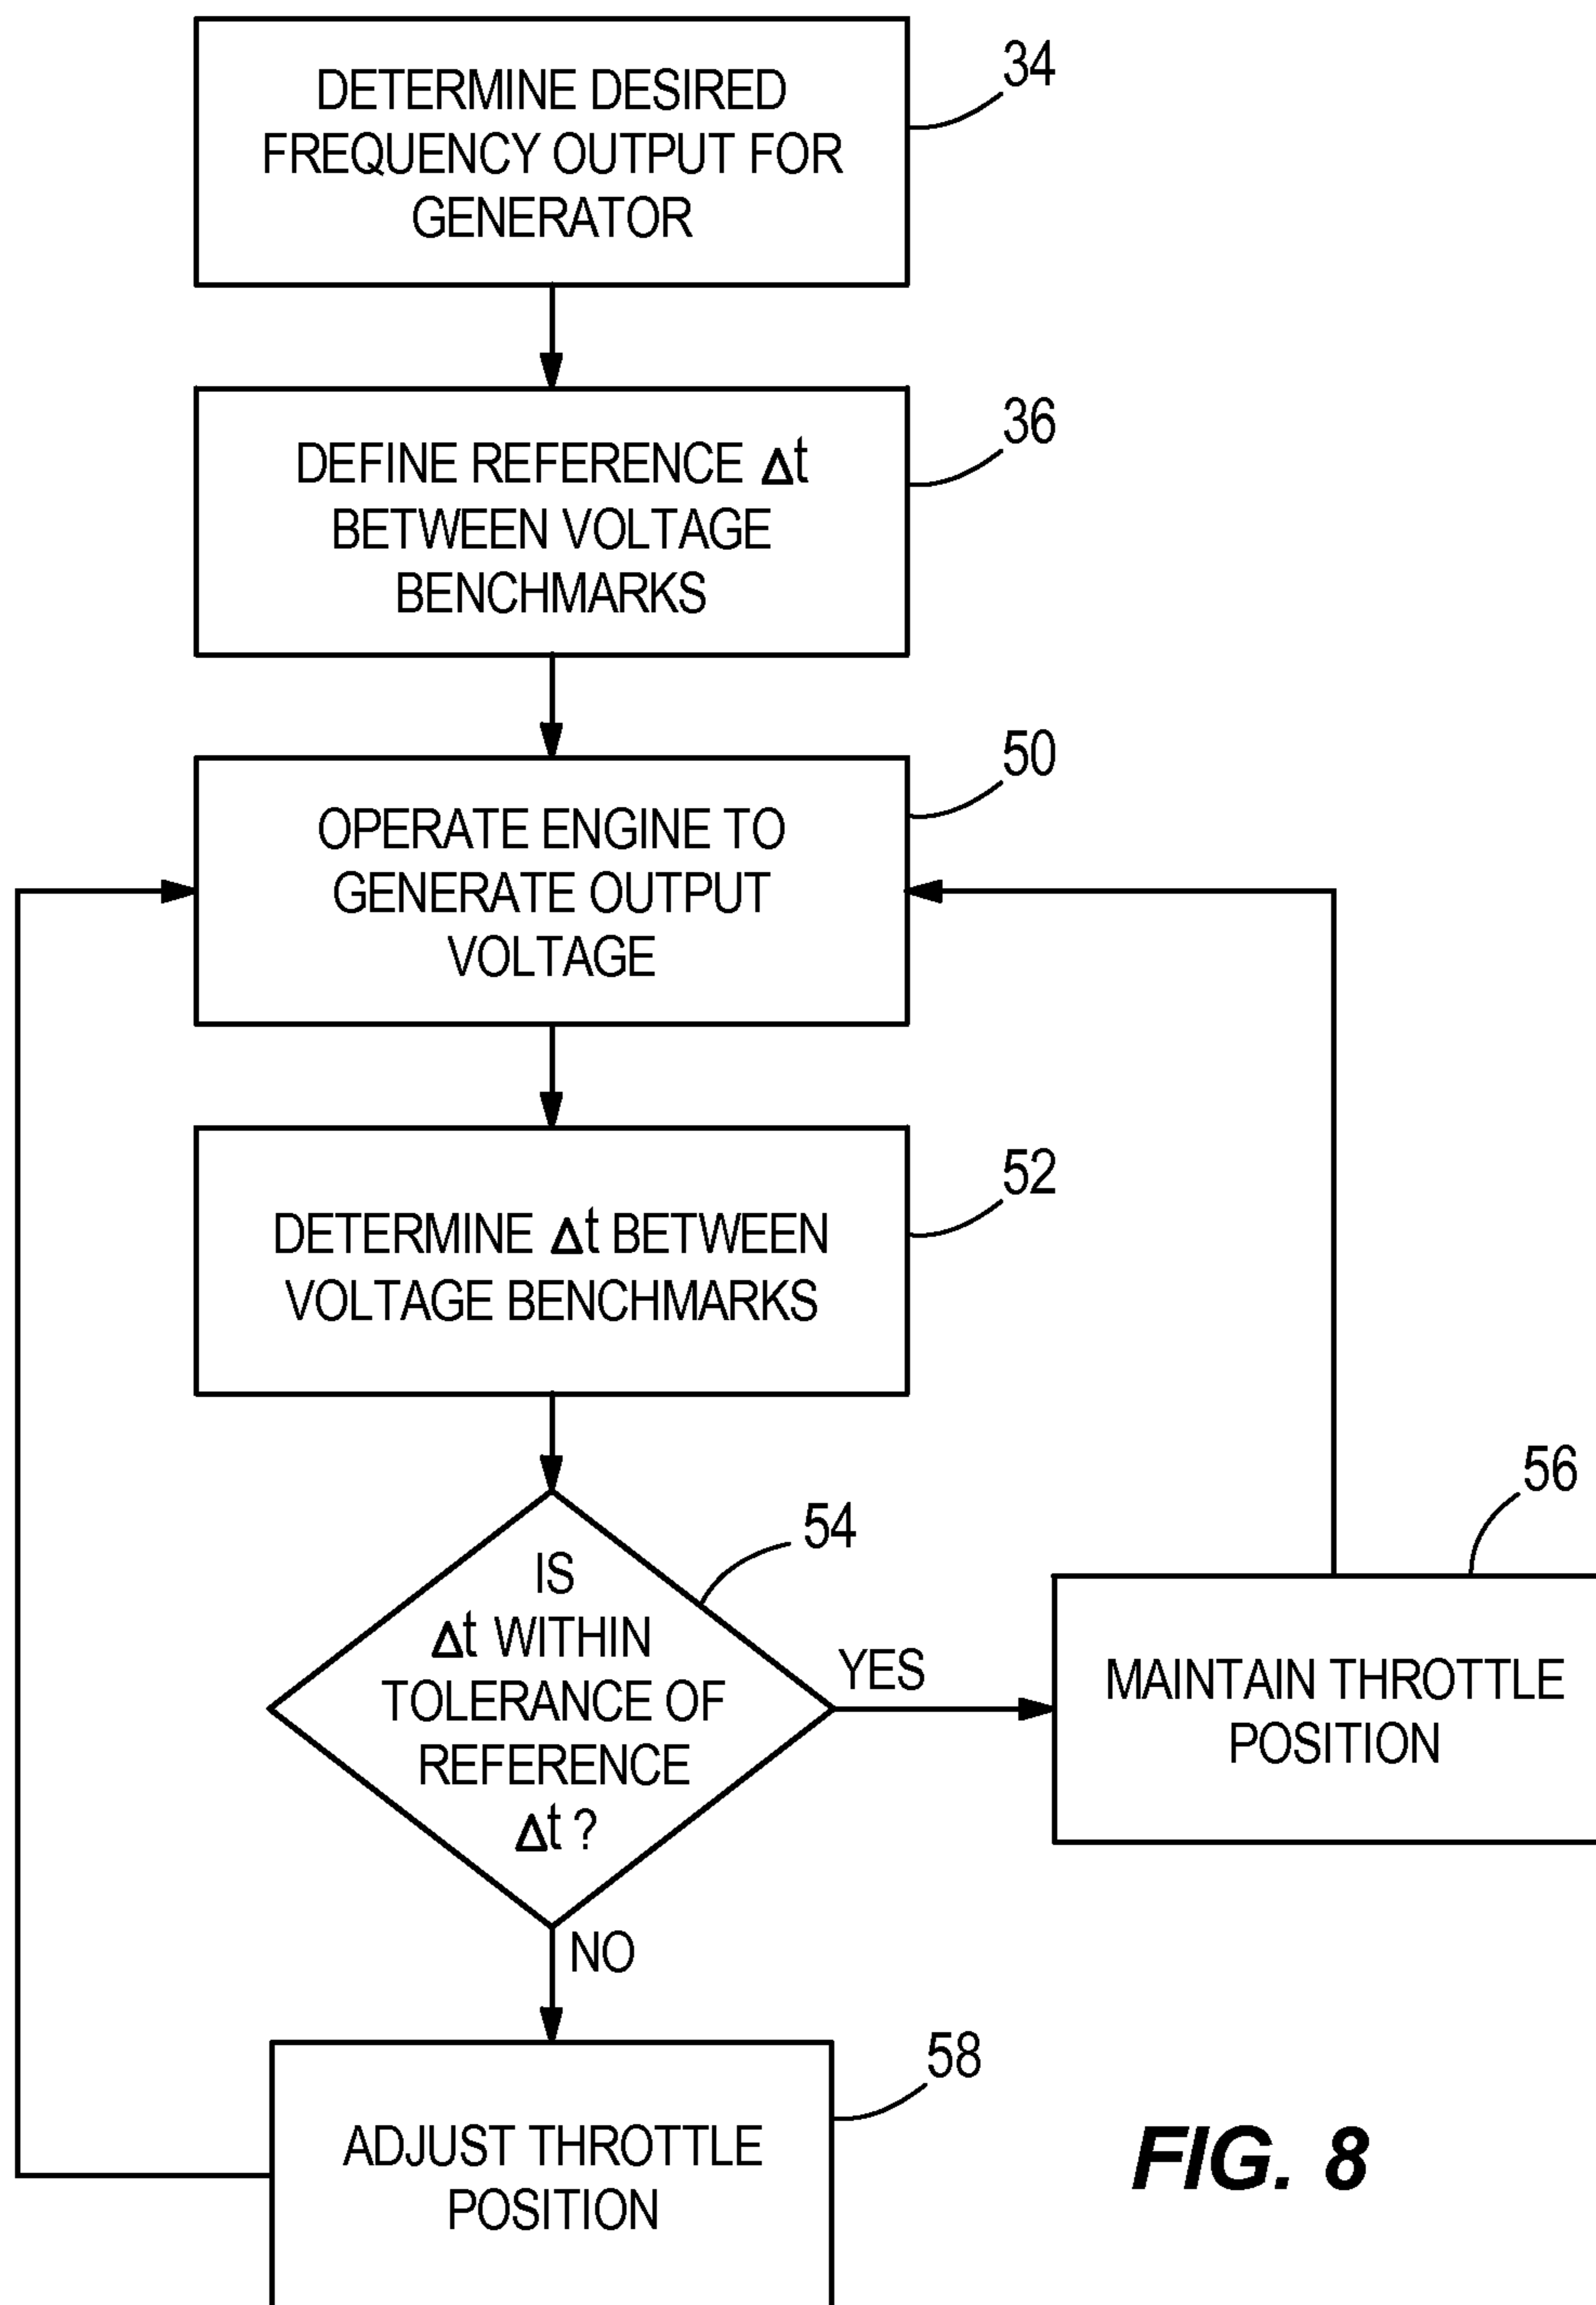 DETERMINE DESIRED
FREQUENCY OUTPUT FOR
GENERATOR
34
DEFINE REFERENCE Δt
BETWEEN VOLTAGE
BENCHMARKS
36
OPERATE ENGINE TO
GENERATE OUTPUT
VOLTAGE
50
DETERMINE Δt BETWEEN
VOLTAGE BENCHMARKS
52
IS
Δt WITHIN
TOLERANCE OF
REFERENCE
Δt ?
54
YES
MAINTAIN THROTTLE
POSITION
56
NO
ADJUST THROTTLE
POSITION
58
FIG. 8